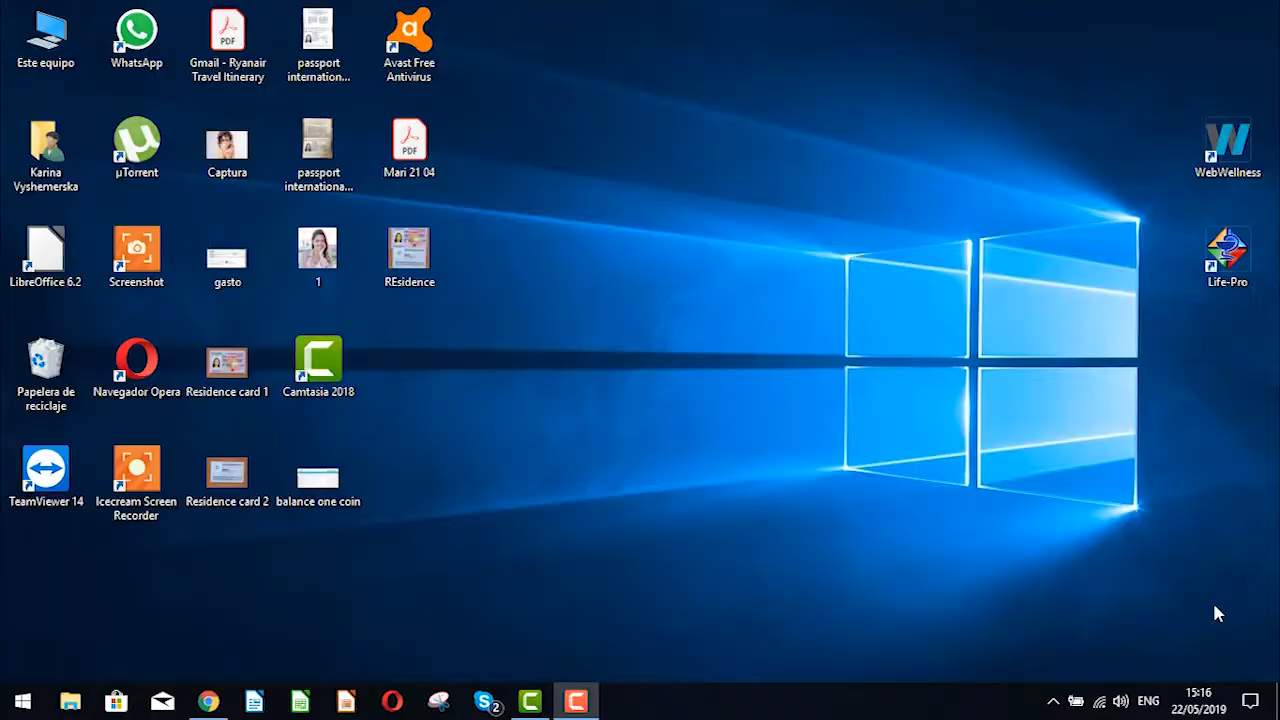 Este equipo
WhatsApp
Gmail - Ryanair
Travel Itinerary
passport
internation...
Avast Free
Antivirus
Karina
Vyshemerska
µTorrent
Captura
passport
internationa...
Mari 21 04
WebWellness
LibreOffice 6.2
Screenshot
gasto
1
REsidence
Life-Pro
Papelera de
reciclaje
Navegador Opera
Residence card 1
Camtasia 2018
TeamViewer 14
Icecream Screen
Recorder
Residence card 2
balance one coin
PDF
PDF
2
ENG
15:16
22/05/2019